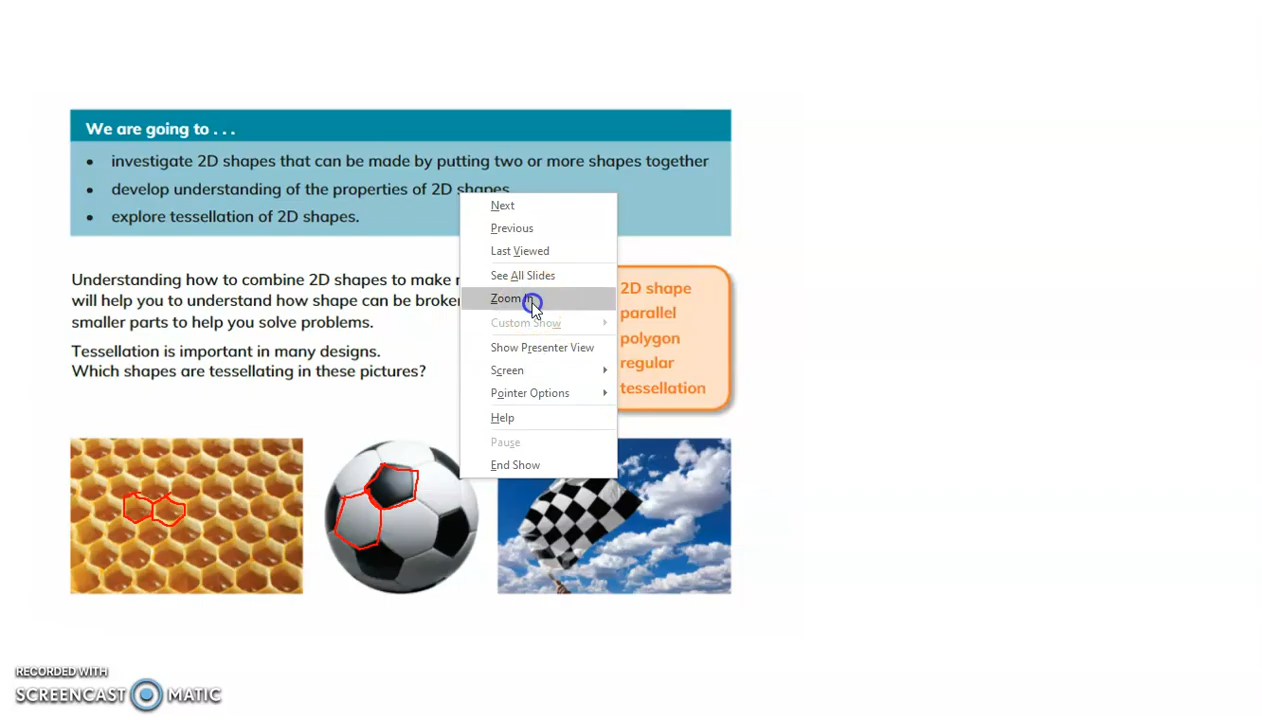 We are going to . . .
• investigate 2D shapes that can be made by putting two or more shapes together
• develop understanding of the properties of 2D shapes
• explore tessellation of 2D shapes.
Understanding how to combine 2D shapes to make
will help you to understand how shape can be broken
smaller parts to help you solve problems.
Tessellation is important in many designs.
Which shapes are tessellating in these pictures?
Next
Previous
Last Viewed
See All Slides
Zoom In
Custom Show
Show Presenter View
Screen
Pointer Options
Help
Pause
End Show
2D shape
parallel
polygon
regular
tessellation
RECORDED WITH
SCREENCAST MATIC